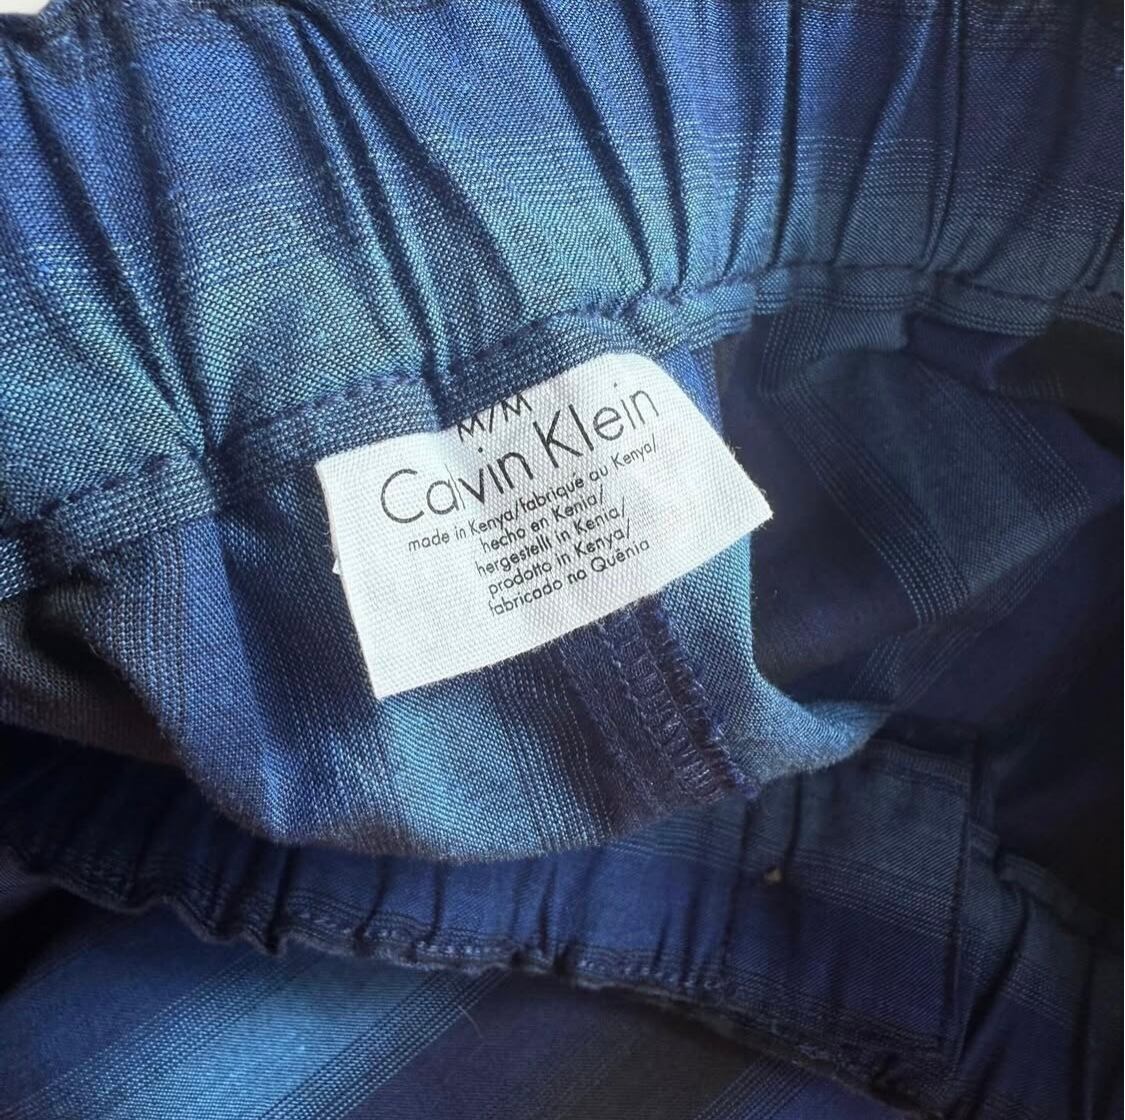 M/M
Calvin Klein
made in Kenya/fabriqué au Kenya/
hecho en Kenia/
hergestellt in Kenia/
prodotto in Kenya/
fabricado no Quênia